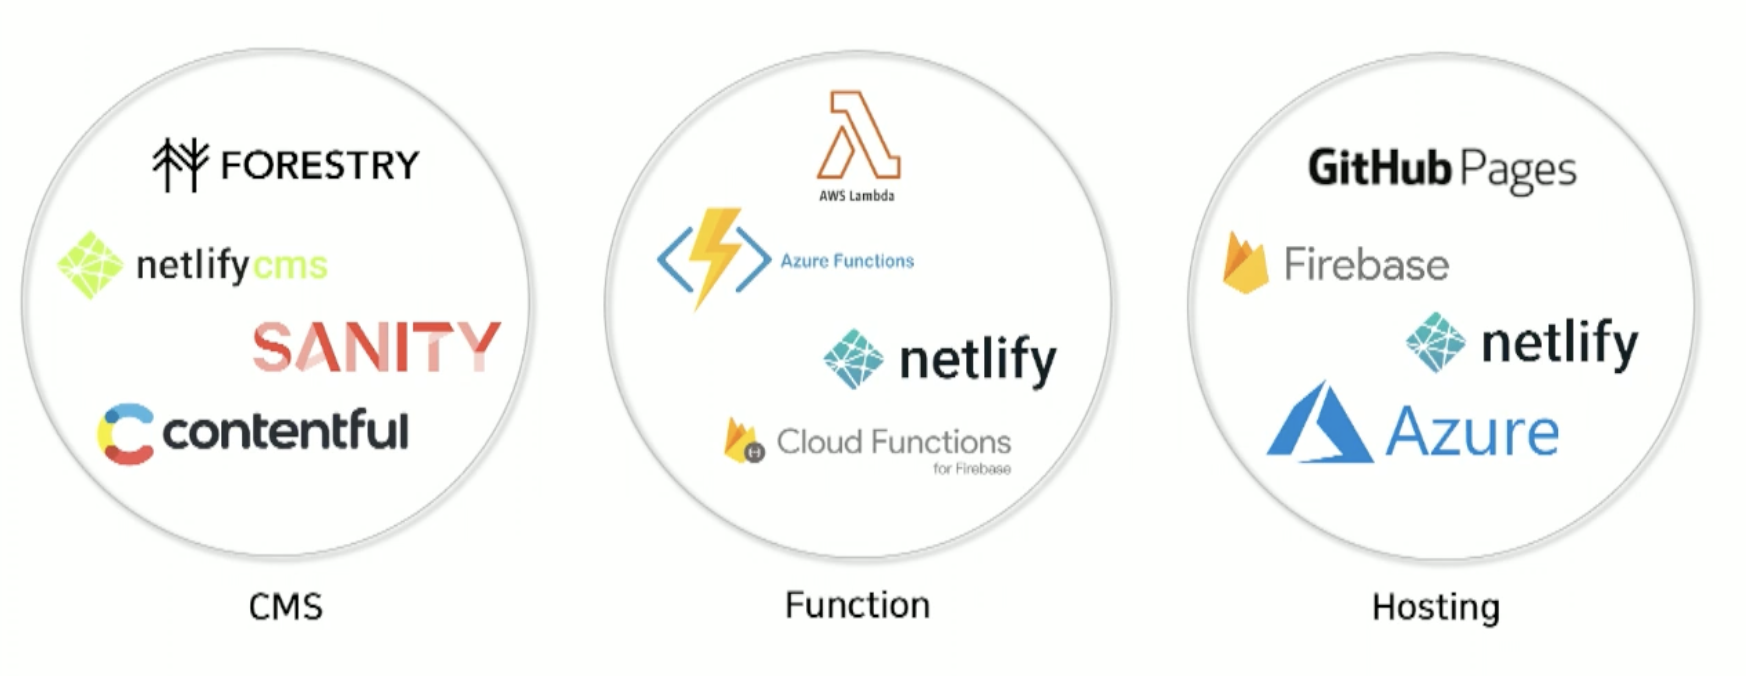 FORESTRY
netlifycms
SANITY
contentful
CMS
AWS Lambda
Azure Functions
netlify
Cloud Functions
for Firebase
Function
GitHub Pages
Firebase
netlify
Azure
Hosting